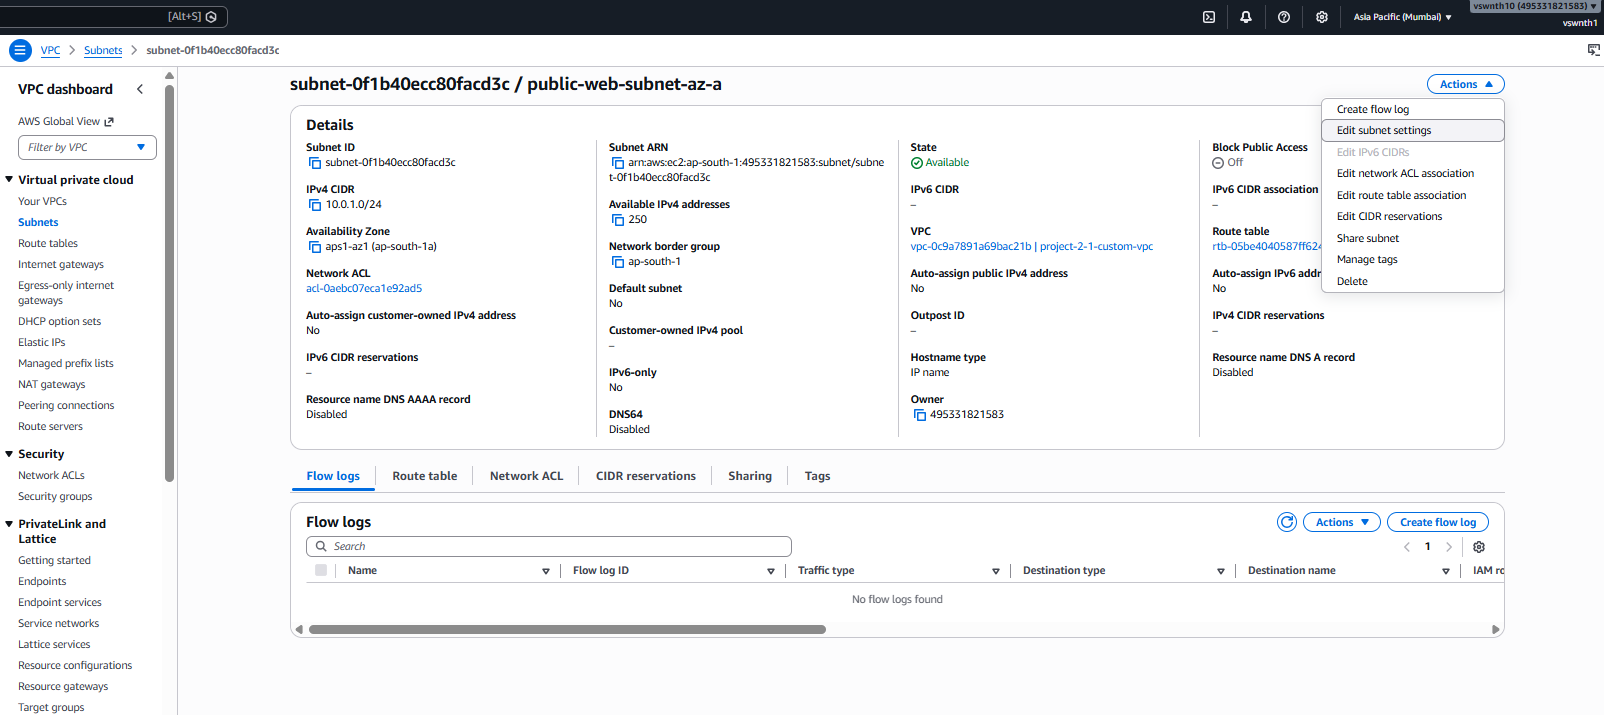 [Alt+S]
Asia Pacific (Mumbai)
vswnth10 (495331821583)
vswnth1
VPC > Subnets > subnet-0f1b40ecc80facd3c
VPC dashboard
AWS Global View
Filter by VPC
Virtual private cloud
Your VPCs
Subnets
Route tables
Internet gateways
Egress-only internet
gateways
DHCP option sets
Elastic IPs
Managed prefix lists
NAT gateways
Peering connections
Route servers
Security
Network ACLs
Security groups
PrivateLink and
Lattice
Getting started
Endpoints
Endpoint services
Service networks
Lattice services
Resource configurations
Resource gateways
Target groups
subnet-0f1b40ecc80facd3c / public-web-subnet-az-a
Actions
Create flow log
Edit subnet settings
Edit IPv6 CIDRs
Edit network ACL association
Edit route table association
Edit CIDR reservations
Share subnet
Manage tags
Delete
Details
Subnet ID
subnet-0f1b40ecc80facd3c
IPv4 CIDR
10.0.1.0/24
Availability Zone
aps1-az1 (ap-south-1a)
Network ACL
acl-0aebc07eca1e92ad5
Auto-assign customer-owned IPv4 address
No
IPv6 CIDR reservations
–
Resource name DNS AAAA record
Disabled
Subnet ARN
arn:aws:ec2:ap-south-1:495331821583:subnet/subne
t-0f1b40ecc80facd3c
Available IPv4 addresses
250
Network border group
ap-south-1
Default subnet
No
Customer-owned IPv4 pool
–
IPv6-only
No
DNS64
Disabled
State
Available
IPv6 CIDR
–
VPC
vpc-0c9a7891a69bac21b | project-2-1-custom-vpc
Auto-assign public IPv4 address
No
Outpost ID
–
Hostname type
IP name
Owner
495331821583
Block Public Access
Off
IPv6 CIDR association
–
Route table
rtb-05be4040587ff624
Auto-assign IPv6 addr
No
IPv4 CIDR reservations
–
Resource name DNS A record
Disabled
Flow logs
Route table
Network ACL
CIDR reservations
Sharing
Tags
Flow logs
Actions
Create flow log
Search
1
Name
Flow log ID
Traffic type
Destination type
Destination name
IAM ro
No flow logs found